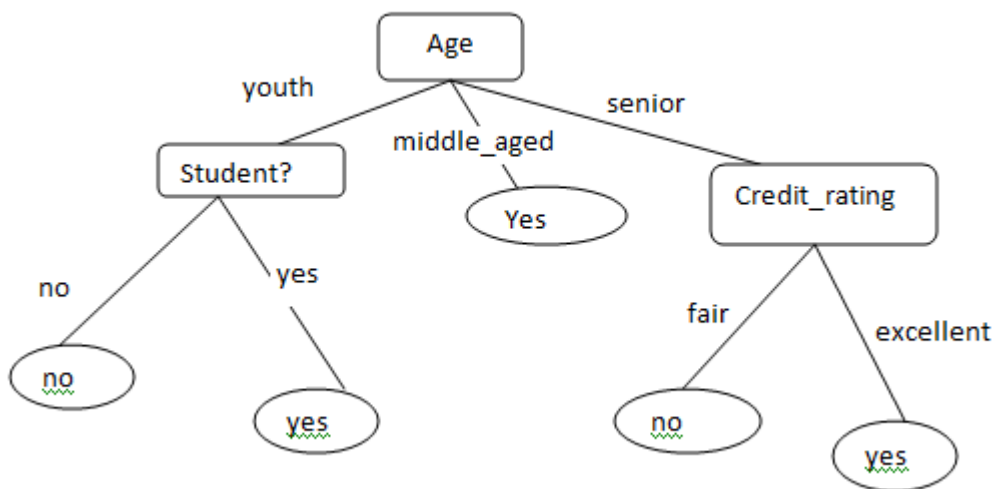 Age
youth
senior
middle_aged
Student?
Credit_rating
Yes
no
yes
fair
excellent
no
yes
no
yes